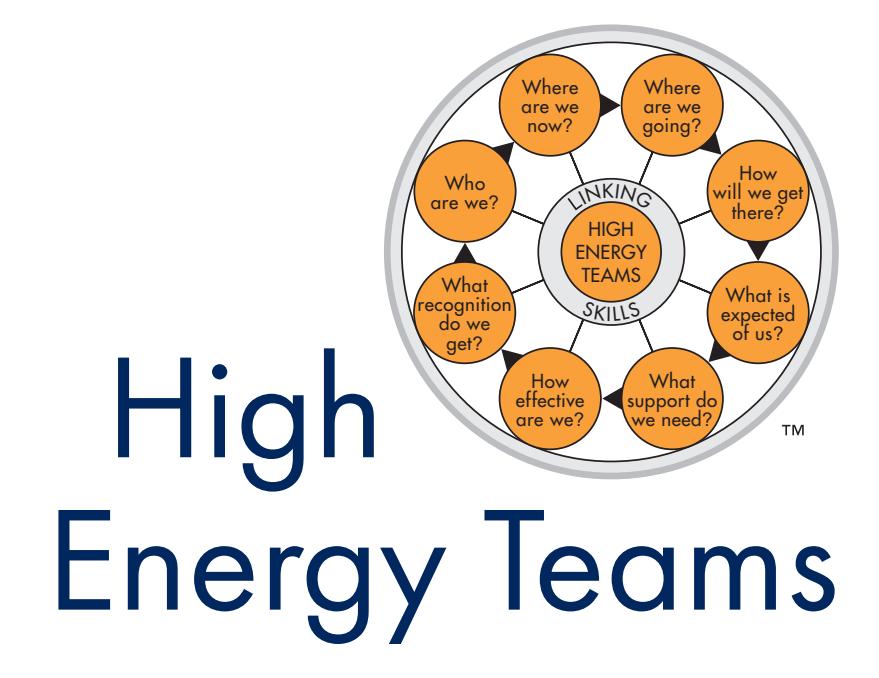 Where
are we
now?
Where
are we
going?
How
will we get
there?
What is
expected
of us?
What
support do
we need?
How
effective
are we?
What
recognition
do we
get?
Who
are we?
LINKING
HIGH
ENERGY
TEAMS
SKILLS
TM
High
Energy Teams